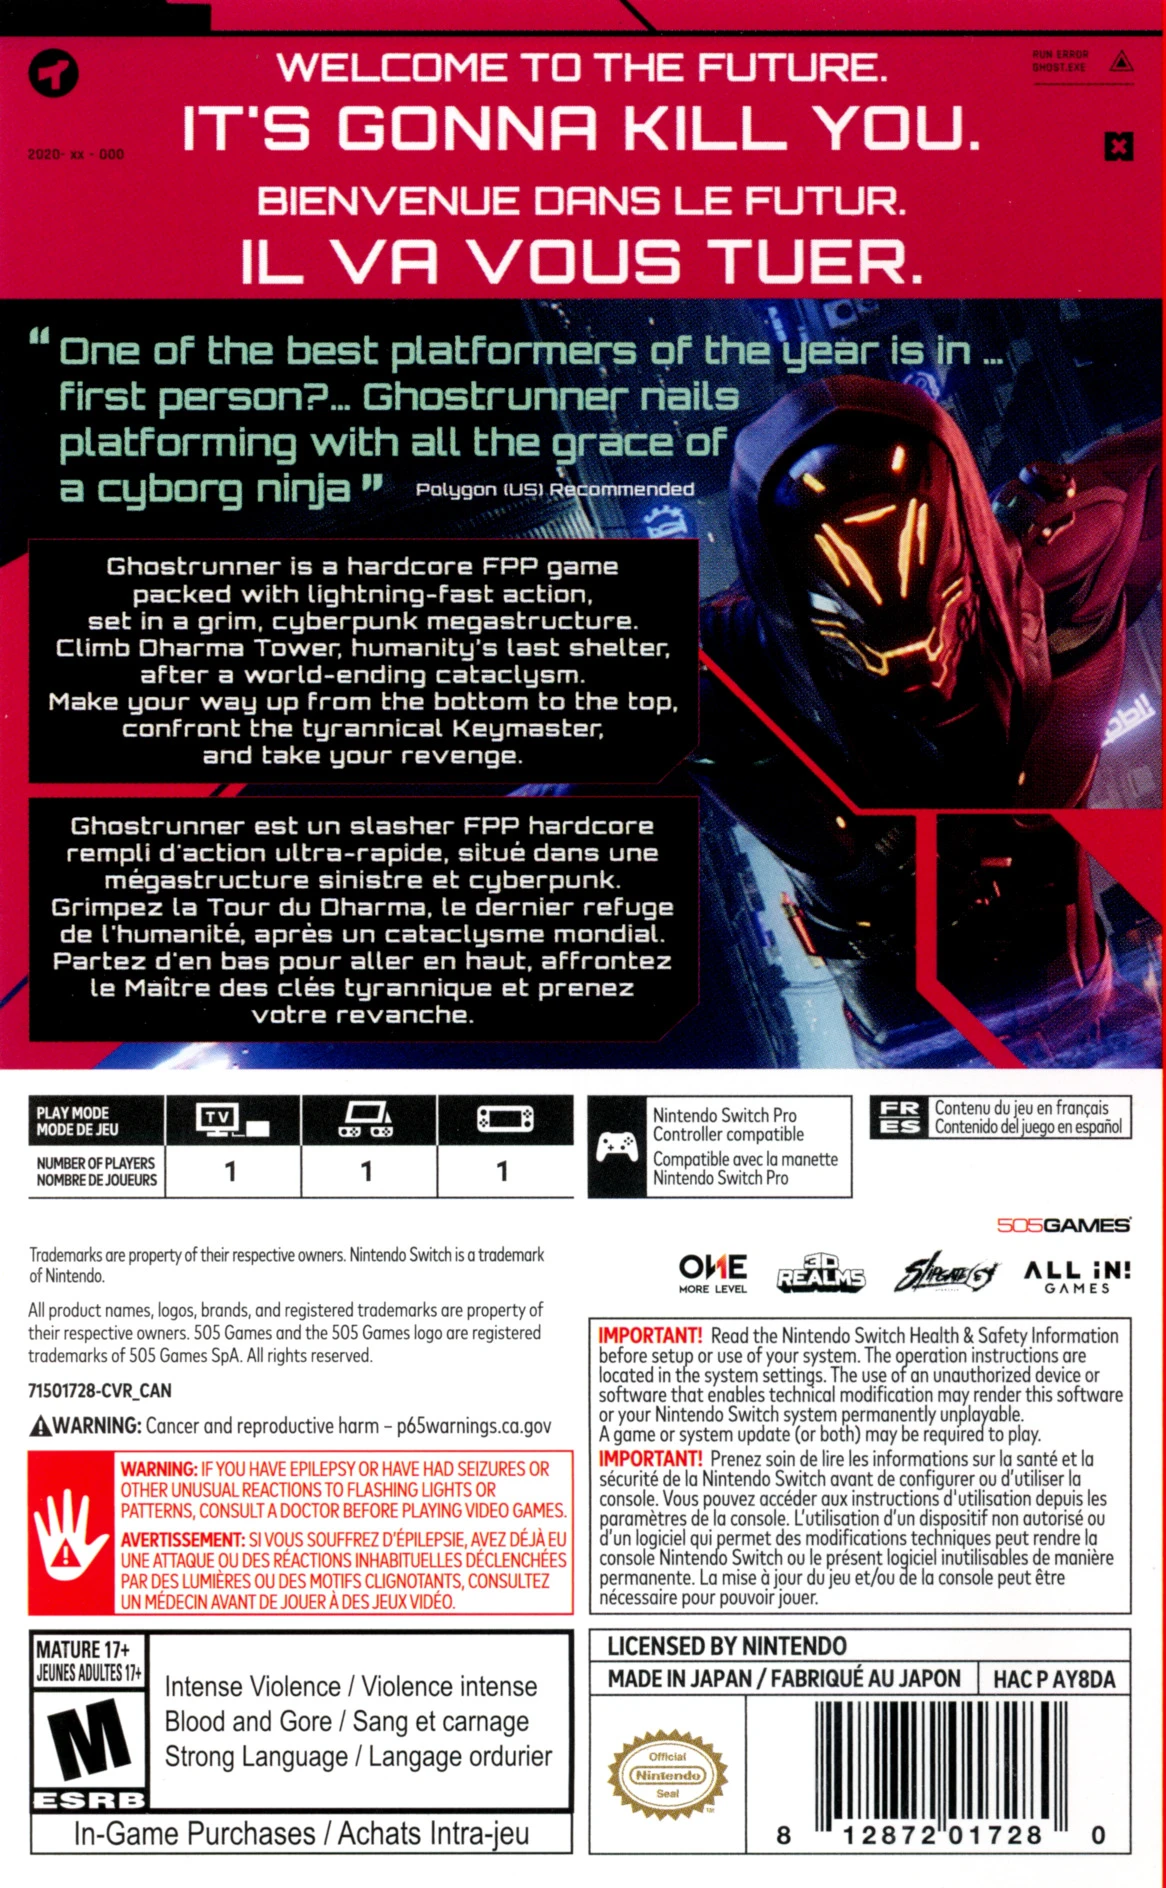 RUN ERROR
GHOST.EXE
2020- xx - 000
WELCOME TO THE FUTURE.
IT'S GONNA KILL YOU.
BIENVENUE DANS LE FUTUR.
IL VA VOUS TUER.
“ One of the best platformers of the year is in ...
first person?... Ghostrunner nails
platforming with all the grace of
a cyborg ninja ” Polygon (US) Recommended
Ghostrunner is a hardcore FPP game
packed with lightning-fast action,
set in a grim, cyberpunk megastructure.
Climb Dharma Tower, humanity's last shelter,
after a world-ending cataclysm.
Make your way up from the bottom to the top,
confront the tyrannical Keymaster,
and take your revenge.
Ghostrunner est un slasher FPP hardcore
rempli d'action ultra-rapide, situé dans une
mégastructure sinistre et cyberpunk.
Grimpez la Tour du Dharma, le dernier refuge
de l'humanité, après un cataclysme mondial.
Partez d'en bas pour aller en haut, affrontez
le Maître des clés tyrannique et prenez
votre revanche.
PLAY MODE
MODE DE JEU
TV
NUMBER OF PLAYERS
NOMBRE DE JOUEURS
1 1 1
Nintendo Switch Pro
Controller compatible
Compatible avec la manette
Nintendo Switch Pro
FR Contenu du jeu en français
ES Contenido del juego en español
505GAMES
ONE
MORE LEVEL
3D
REALMS
SLIPGATE
ALL iN!
GAMES
Trademarks are property of their respective owners. Nintendo Switch is a trademark
of Nintendo.
All product names, logos, brands, and registered trademarks are property of
their respective owners. 505 Games and the 505 Games logo are registered
trademarks of 505 Games SpA. All rights reserved.
71501728-CVR_CAN
WARNING: Cancer and reproductive harm – p65warnings.ca.gov
WARNING: IF YOU HAVE EPILEPSY OR HAVE HAD SEIZURES OR
OTHER UNUSUAL REACTIONS TO FLASHING LIGHTS OR
PATTERNS, CONSULT A DOCTOR BEFORE PLAYING VIDEO GAMES.
AVERTISSEMENT: SI VOUS SOUFFREZ D'ÉPILEPSIE, AVEZ DÉJÀ EU
UNE ATTAQUE OU DES RÉACTIONS INHABITUELLES DÉCLENCHÉES
PAR DES LUMIÈRES OU DES MOTIFS CLIGNOTANTS, CONSULTEZ
UN MÉDECIN AVANT DE JOUER À DES JEUX VIDÉO.
IMPORTANT! Read the Nintendo Switch Health & Safety Information
before setup or use of your system. The operation instructions are
located in the system settings. The use of an unauthorized device or
software that enables technical modification may render this software
or your Nintendo Switch system permanently unplayable.
A game or system update (or both) may be required to play.
IMPORTANT! Prenez soin de lire les informations sur la santé et la
sécurité de la Nintendo Switch avant de configurer ou d'utiliser la
console. Vous pouvez accéder aux instructions d'utilisation depuis les
paramètres de la console. L'utilisation d'un dispositif non autorisé ou
d'un logiciel qui permet des modifications techniques peut rendre la
console Nintendo Switch ou le présent logiciel inutilisables de manière
permanente. La mise à jour du jeu et/ou de la console peut être
nécessaire pour pouvoir jouer.
MATURE 17+
JEUNES ADULTES 17+
M
ESRB
Intense Violence / Violence intense
Blood and Gore / Sang et carnage
Strong Language / Langage ordurier
In-Game Purchases / Achats Intra-jeu
LICENSED BY NINTENDO
MADE IN JAPAN / FABRIQUÉ AU JAPON HAC P AY8DA
Official
Nintendo
Seal
TM
8 12872 01728 0